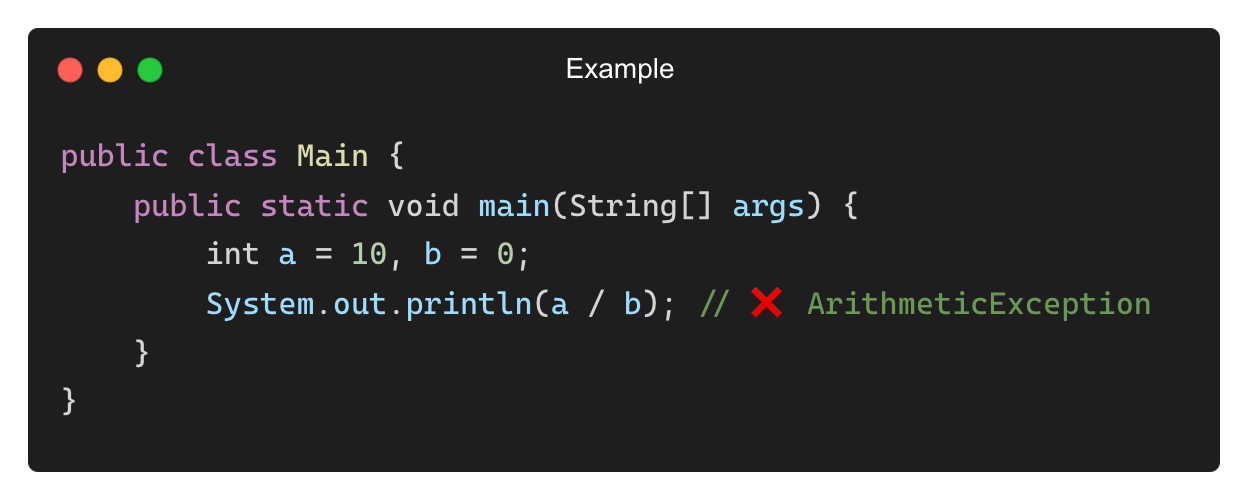 Example
public class Main {
    public static void main(String[] args) {
        int a = 10, b = 0;
        System.out.println(a / b); // ❌ ArithmeticException
    }
}